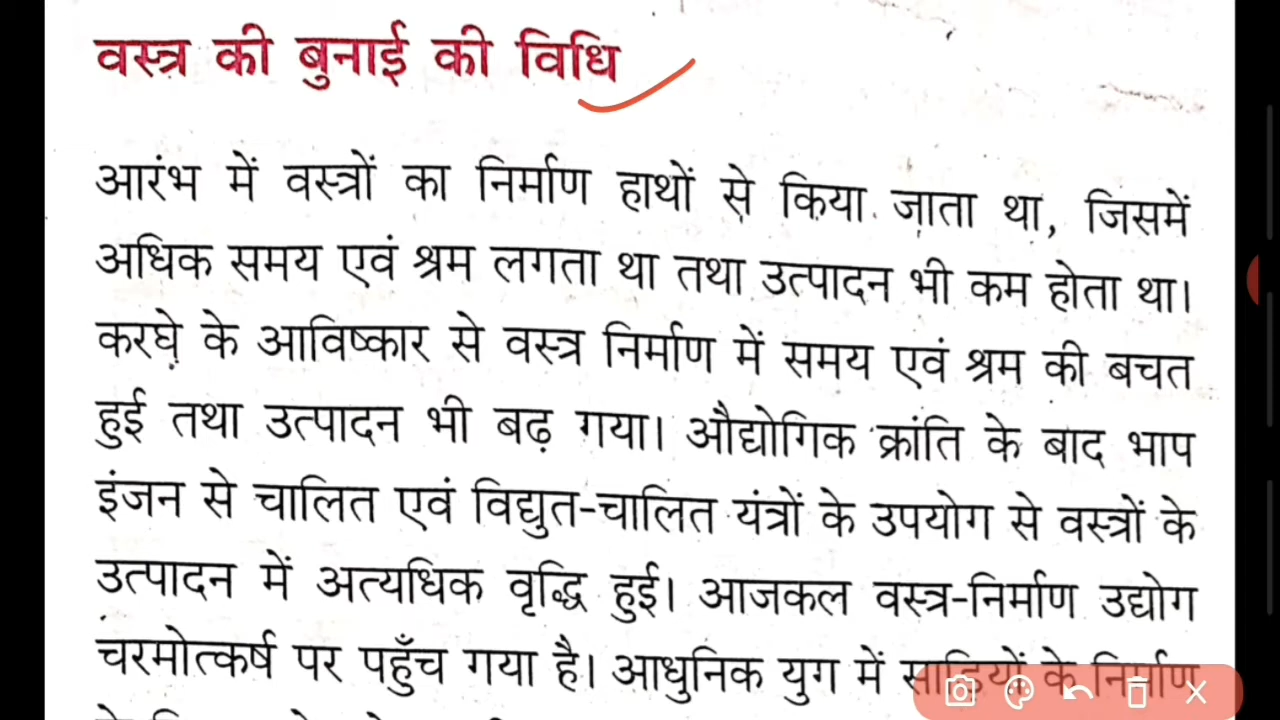 वस्त्र की बुनाई की विधि
आरंभ में वस्त्रों का निर्माण हाथों से किया जाता था, जिसमें
अधिक समय एवं श्रम लगता था तथा उत्पादन भी कम होता था।
करघे के आविष्कार से वस्त्र निर्माण में समय एवं श्रम की बचत
हुई तथा उत्पादन भी बढ़ गया। औद्योगिक क्रांति के बाद भाप
इंजन से चालित एवं विद्युत-चालित यंत्रों के उपयोग से वस्त्रों के
उत्पादन में अत्यधिक वृद्धि हुई। आजकल वस्त्र-निर्माण उद्योग
चरमोत्कर्ष पर पहुँच गया है। आधुनिक युग में साड़ियों के निर्माण